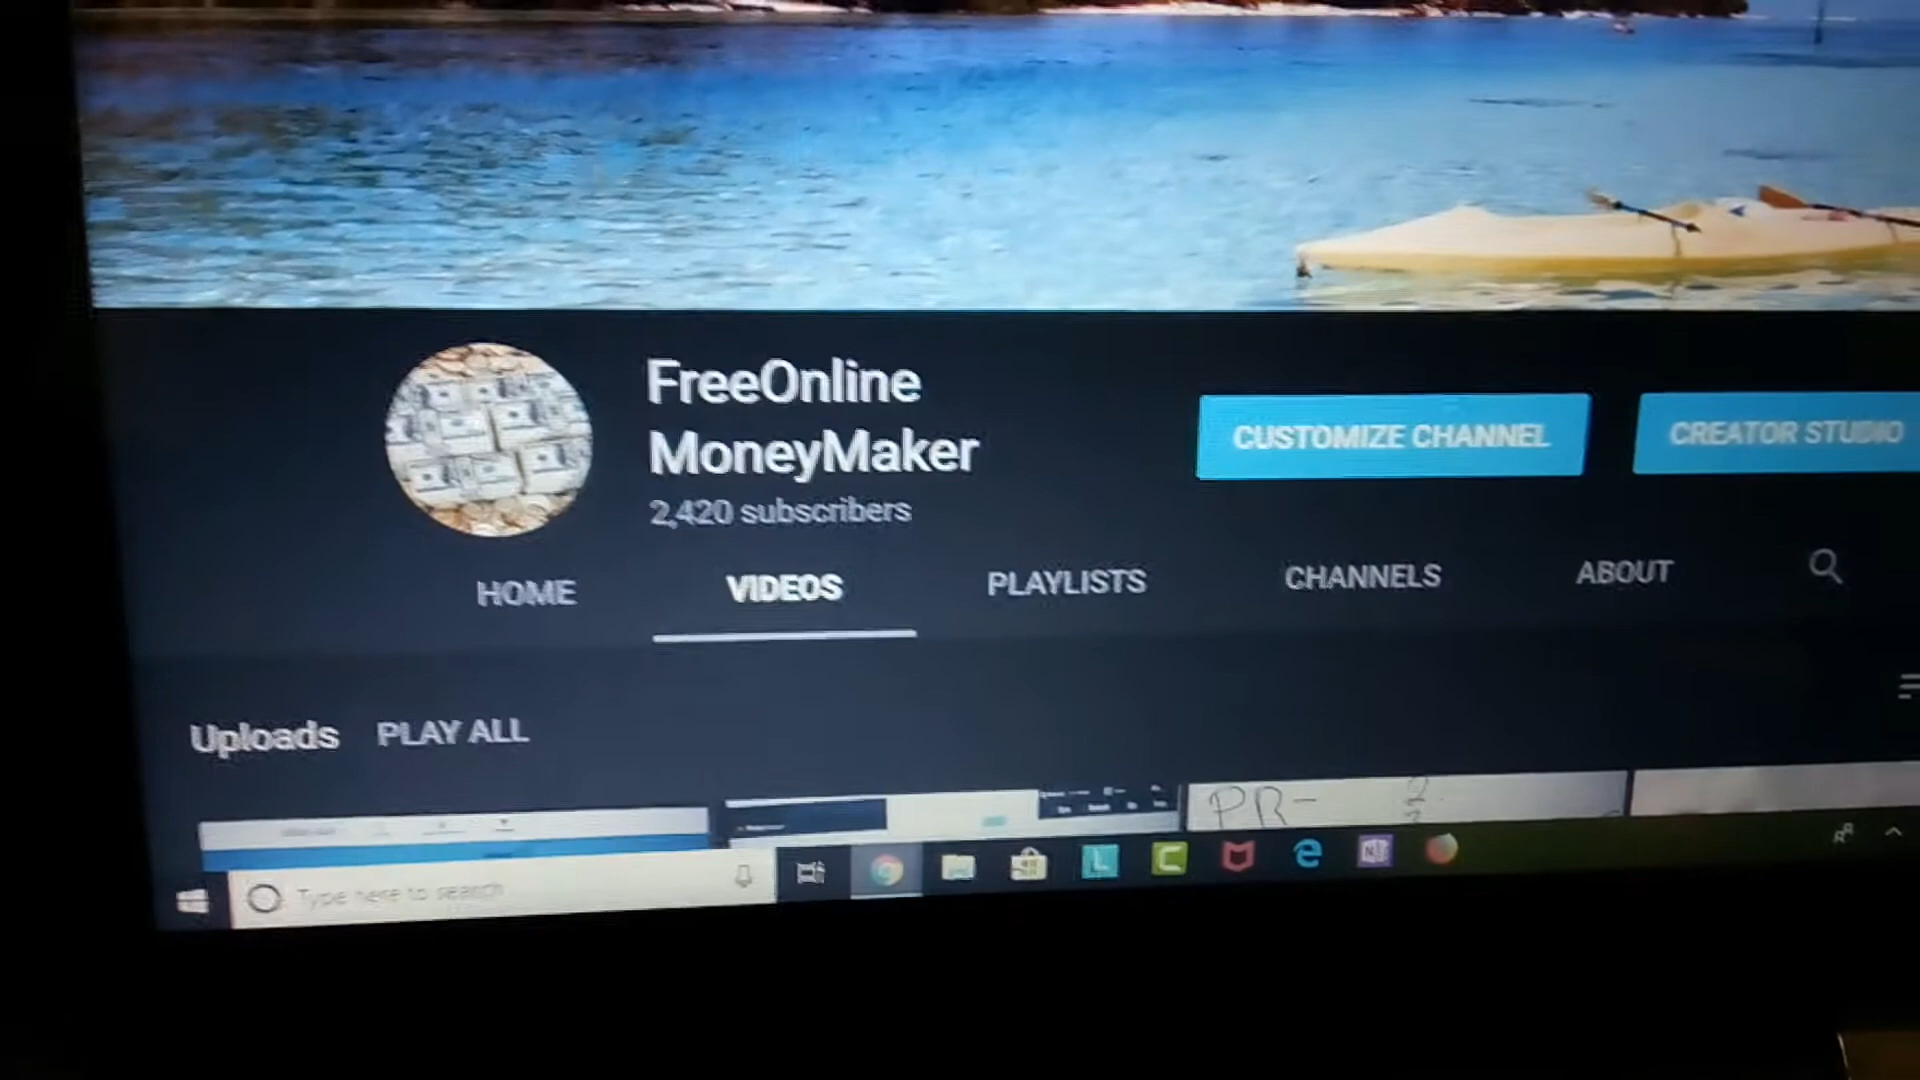 FreeOnline
MoneyMaker
2,420 subscribers
CUSTOMIZE CHANNEL
CREATOR STUDIO
HOME
VIDEOS
PLAYLISTS
CHANNELS
ABOUT
Uploads
PLAY ALL
PR-
Type here to search